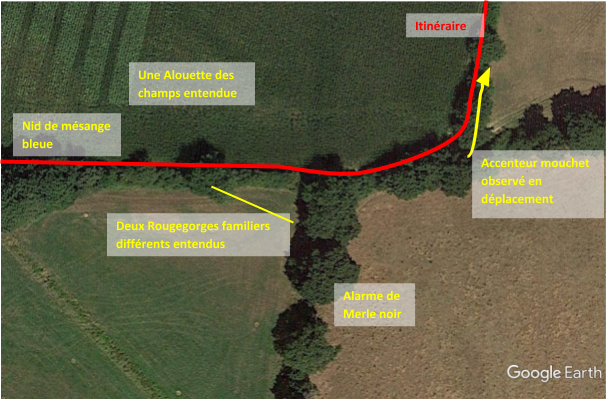 Itinéraire
Une Alouette des
champs entendue
Nid de mésange
bleue
Accenteur mouchet
observé en
déplacement
Deux Rougegorges familiers
différents entendus
Alarme de
Merle noir
Google Earth